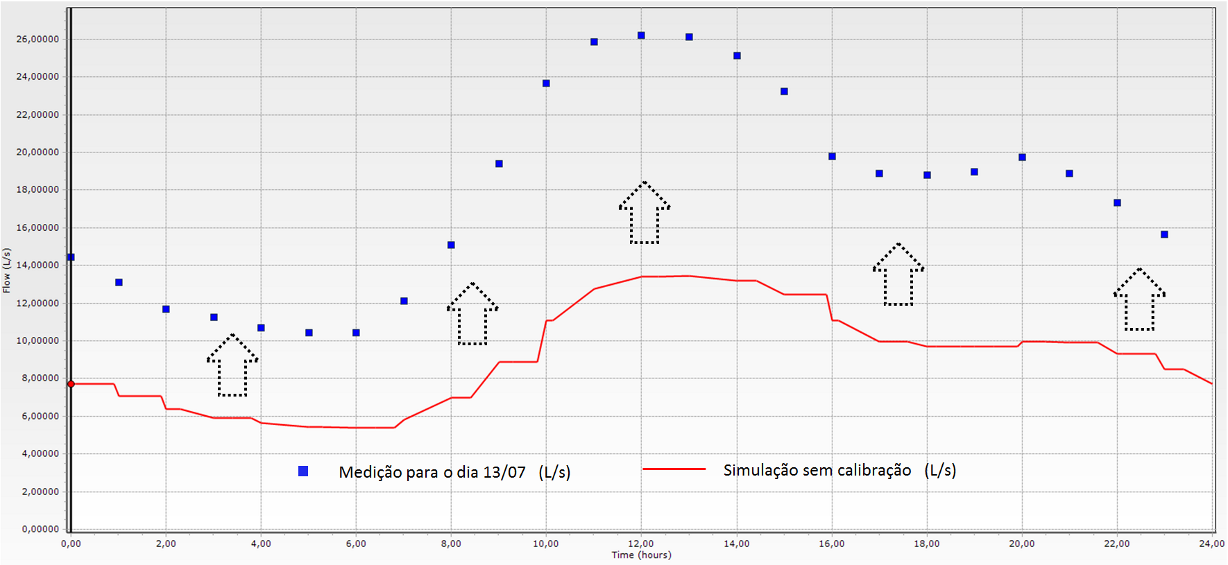 26,00000
24,00000
22,00000
20,00000
18,00000
16,00000
14,00000
12,00000
10,00000
8,00000
6,00000
4,00000
2,00000
0,00000
Flow (L/s)
Medição para o dia 13/07 (L/s)
Simulação sem calibração (L/s)
0,00 2,00 4,00 6,00 8,00 10,00 12,00 14,00 16,00 18,00 20,00 22,00 24,00
Time (hours)